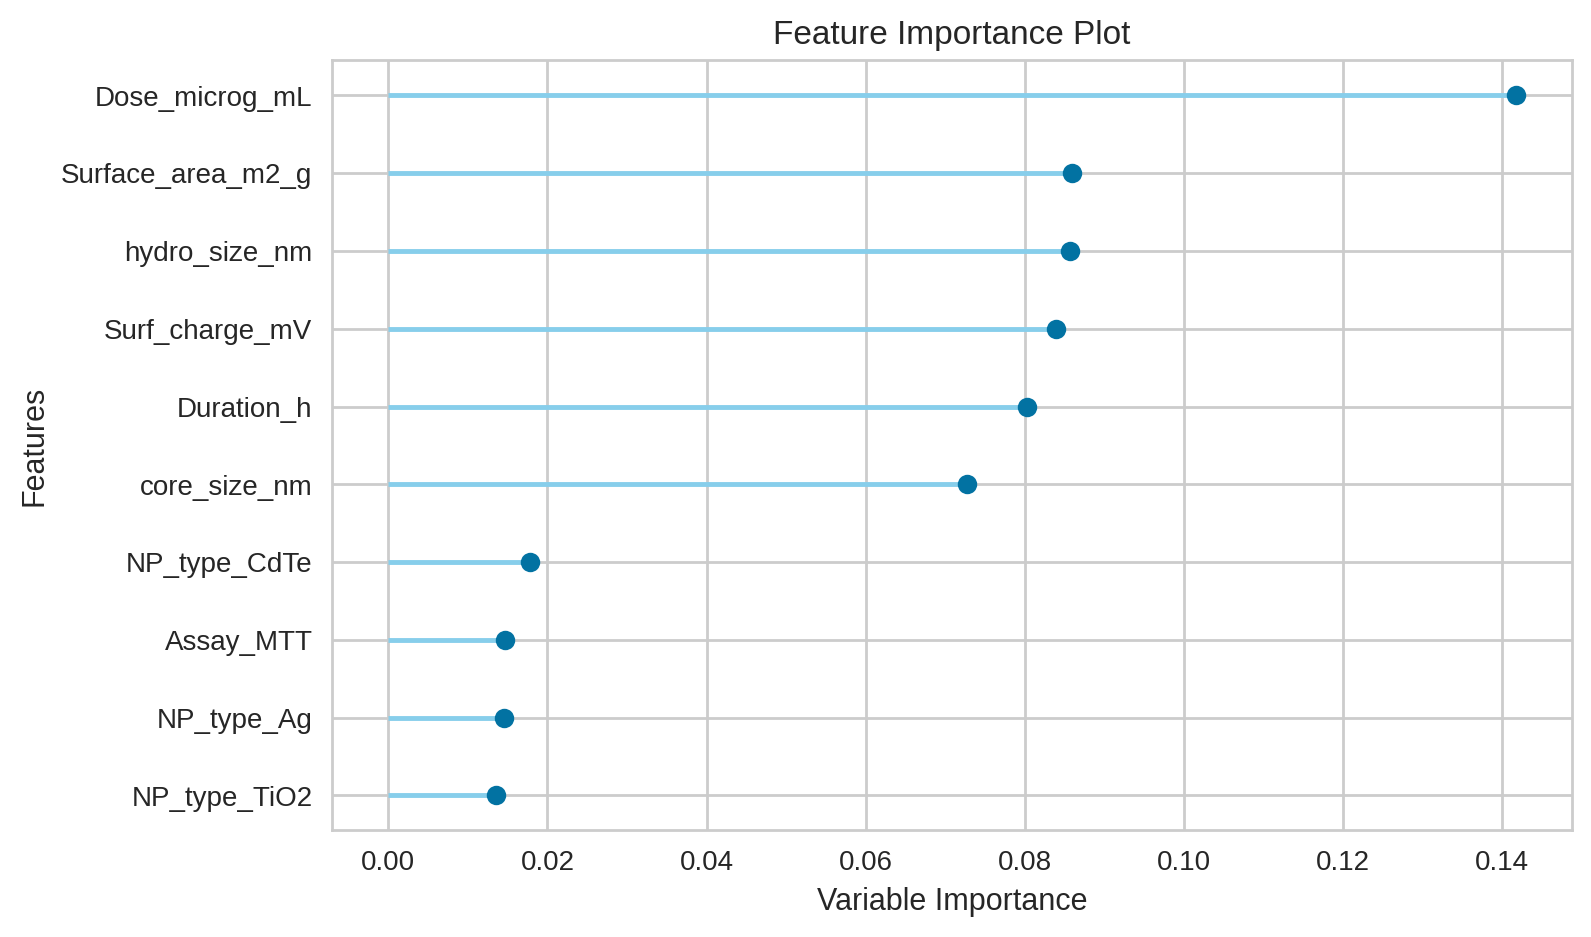 Feature Importance Plot
Dose_microg_mL
Surface_area_m2_g
hydro_size_nm
Surf_charge_mV
Duration_h
core_size_nm
NP_type_CdTe
Assay_MTT
NP_type_Ag
NP_type_TiO2
Features
0.00 0.02 0.04 0.06 0.08 0.10 0.12 0.14
Variable Importance